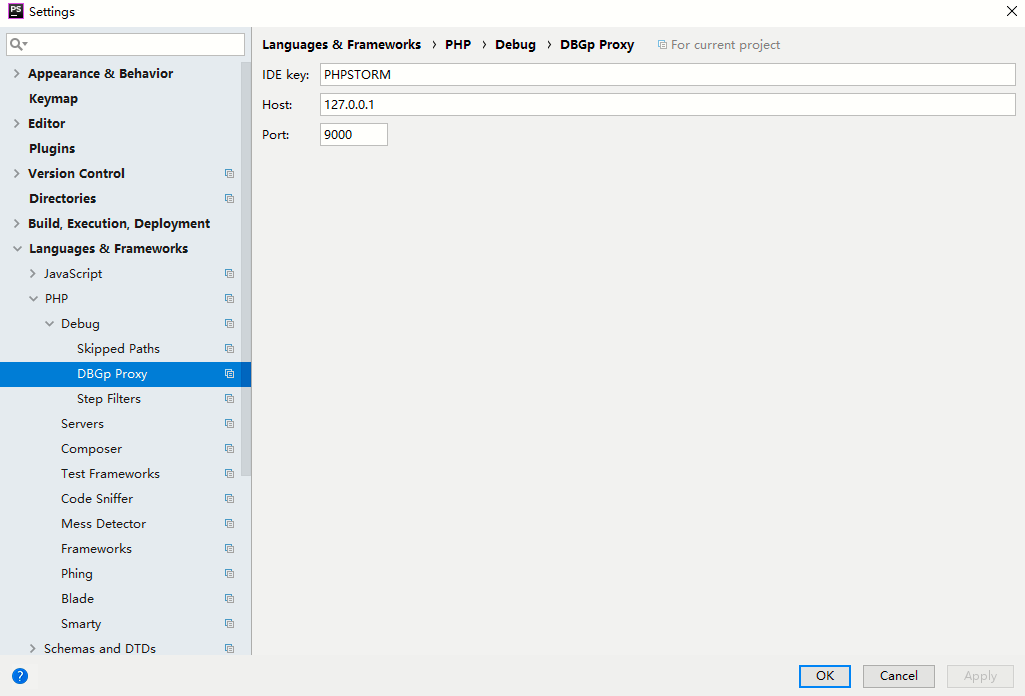 PS Settings
Languages & Frameworks › PHP › Debug › DBGp Proxy For current project
IDE key: PHPSTORM
Host: 127.0.0.1
Port: 9000
Appearance & Behavior
Keymap
Editor
Plugins
Version Control
Directories
Build, Execution, Deployment
Languages & Frameworks
JavaScript
PHP
Debug
Skipped Paths
DBGp Proxy
Step Filters
Servers
Composer
Test Frameworks
Code Sniffer
Mess Detector
Frameworks
Phing
Blade
Smarty
Schemas and DTDs
? OK Cancel Apply